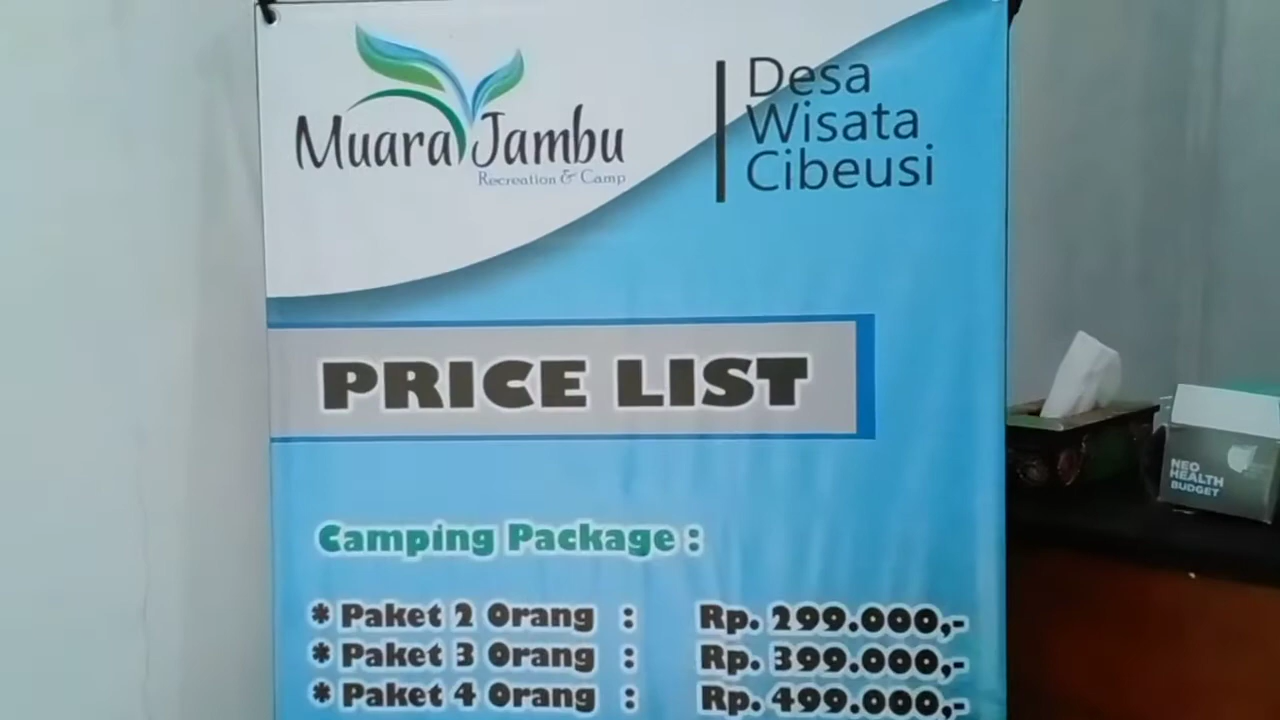 Muara Jambu
Recreation & Camp
Desa
Wisata
Cibeusi
PRICE LIST
Camping Package :
* Paket 2 Orang : Rp. 299.000,-
* Paket 3 Orang : Rp. 399.000,-
* Paket 4 Orang : Rp. 499.000,-
NEO
HEALTH
BUDGET